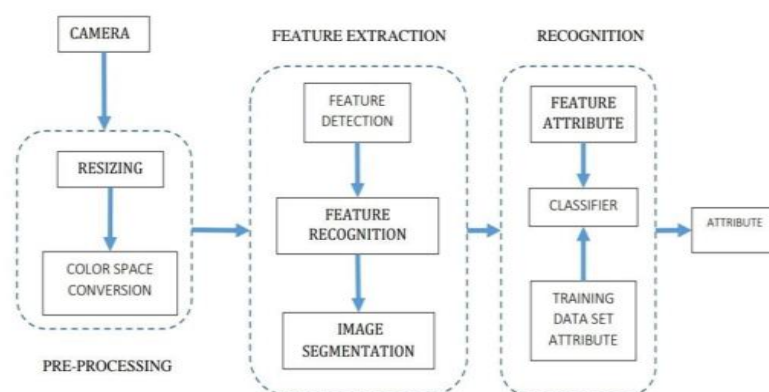 CAMERA
RESIZING
COLOR SPACE
CONVERSION
PRE-PROCESSING
FEATURE EXTRACTION
FEATURE
DETECTION
FEATURE
RECOGNITION
IMAGE
SEGMENTATION
RECOGNITION
FEATURE
ATTRIBUTE
CLASSIFIER
TRAINING
DATA SET
ATTRIBUTE
ATTRIBUTE